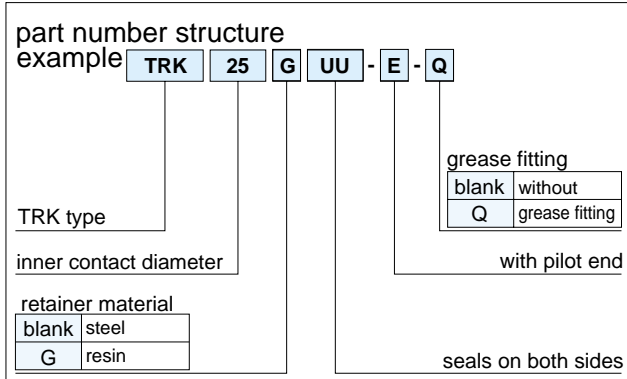 part number structure
example TRK 25 G UU - E - Q
grease fitting
blank without
Q grease fitting
TRK type
inner contact diameter
with pilot end
retainer material
blank steel
G resin
seals on both sides